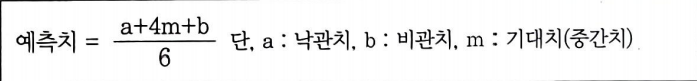 예측치 = (a+4m+b)/6 단, a : 낙관치, b : 비관치, m : 기대치(중간치)